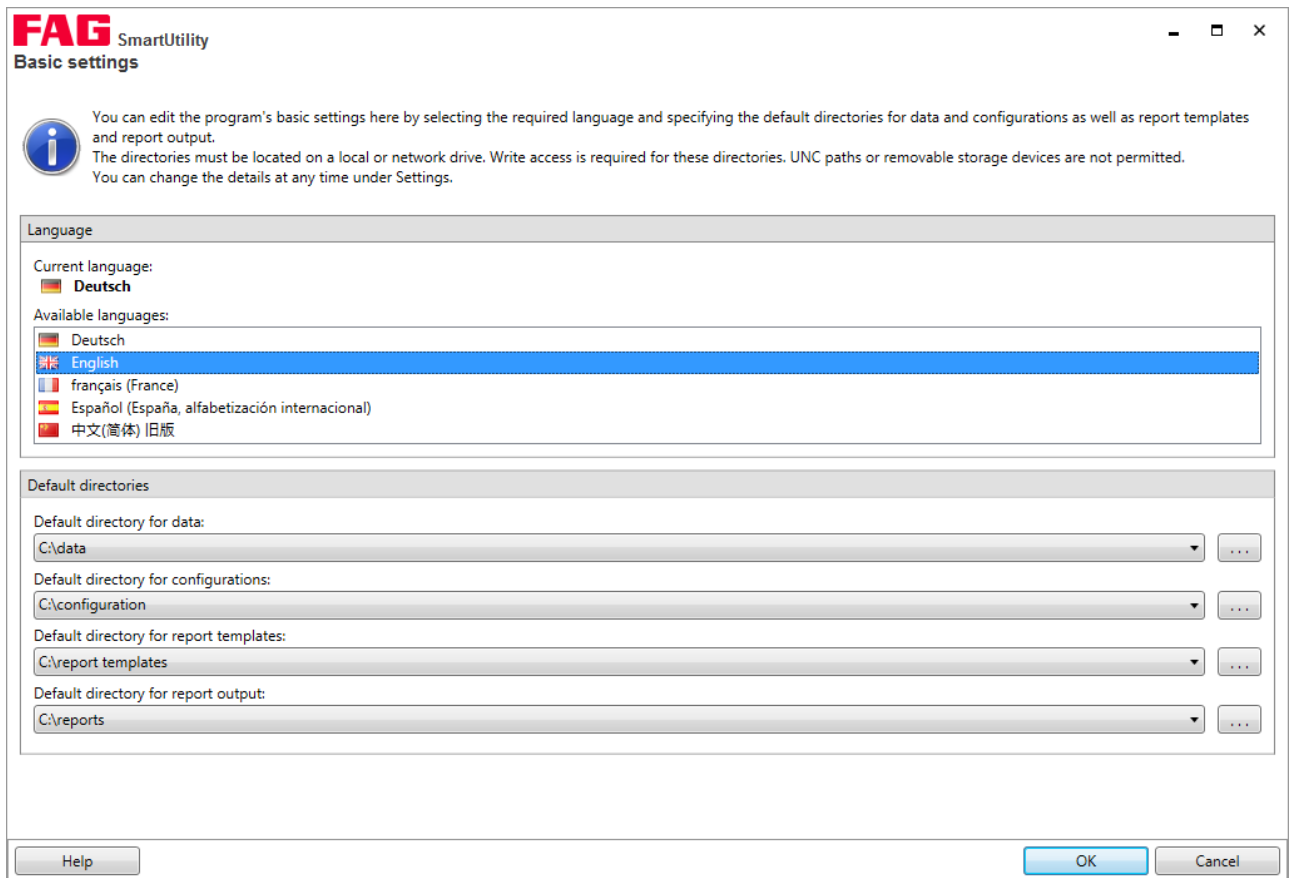 FAG SmartUtility
Basic settings
You can edit the program's basic settings here by selecting the required language and specifying the default directories for data and configurations as well as report templates
and report output.
The directories must be located on a local or network drive. Write access is required for these directories. UNC paths or removable storage devices are not permitted.
You can change the details at any time under Settings.
Language
Current language:
Deutsch
Available languages:
Deutsch
English
français (France)
Español (España, alfabetización internacional)
中文(简体) 旧版
Default directories
Default directory for data:
C:\data
...
Default directory for configurations:
C:\configuration
...
Default directory for report templates:
C:\report templates
...
Default directory for report output:
C:\reports
...
Help
OK
Cancel